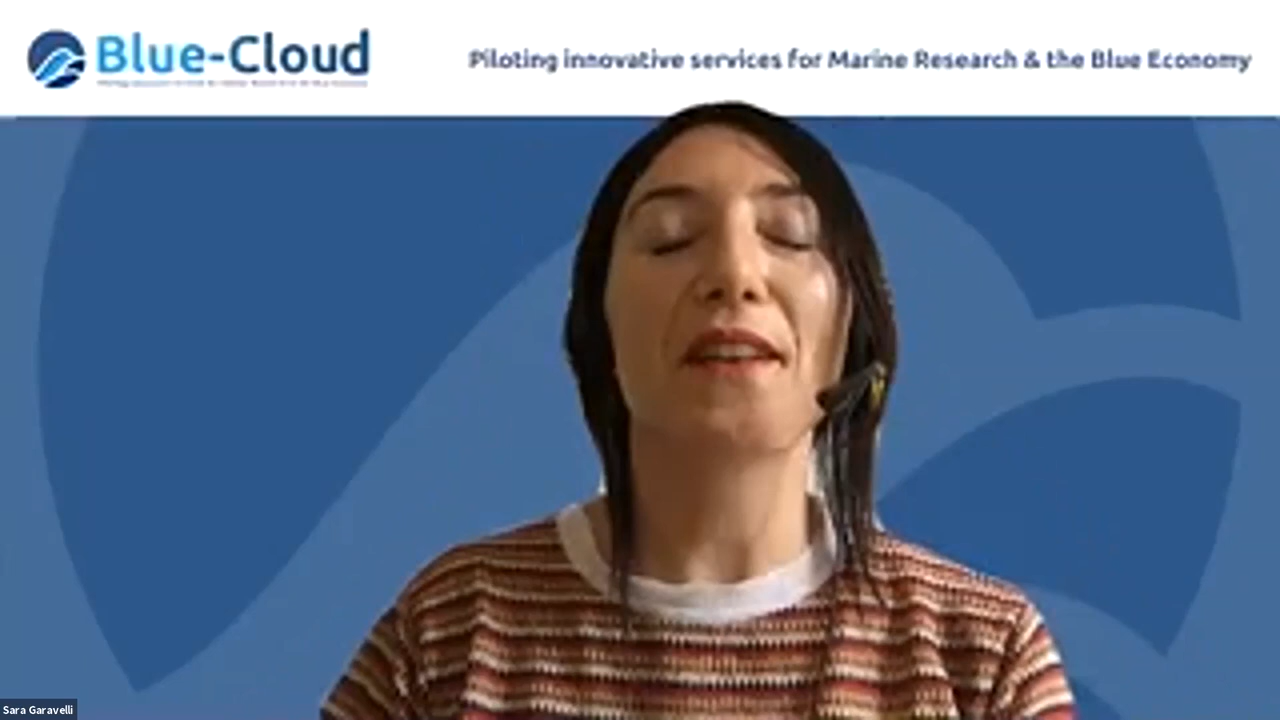 Blue-Cloud
Piloting innovative services for Marine Research & the Blue Economy
Sara Garavelli